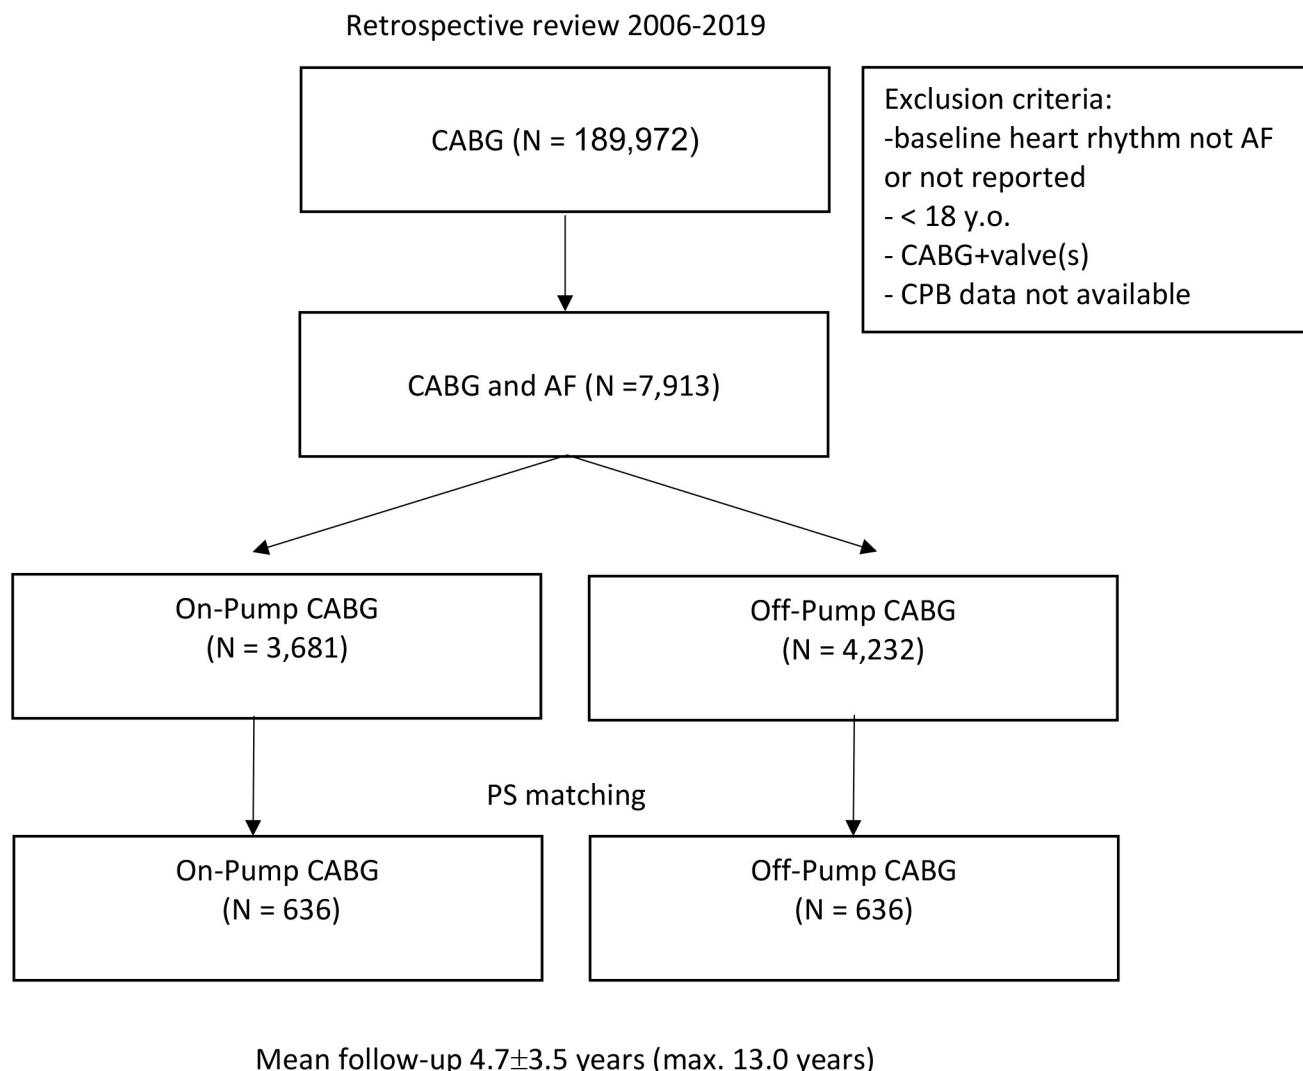 Retrospective review 2006-2019
CABG (N = 189,972)
Exclusion criteria:
-baseline heart rhythm not AF
or not reported
- < 18 y.o.
- CABG+valve(s)
- CPB data not available
CABG and AF (N =7,913)
On-Pump CABG
(N = 3,681)
Off-Pump CABG
(N = 4,232)
PS matching
On-Pump CABG
(N = 636)
Off-Pump CABG
(N = 636)
Mean follow-up 4.7±3.5 years (max. 13.0 years)